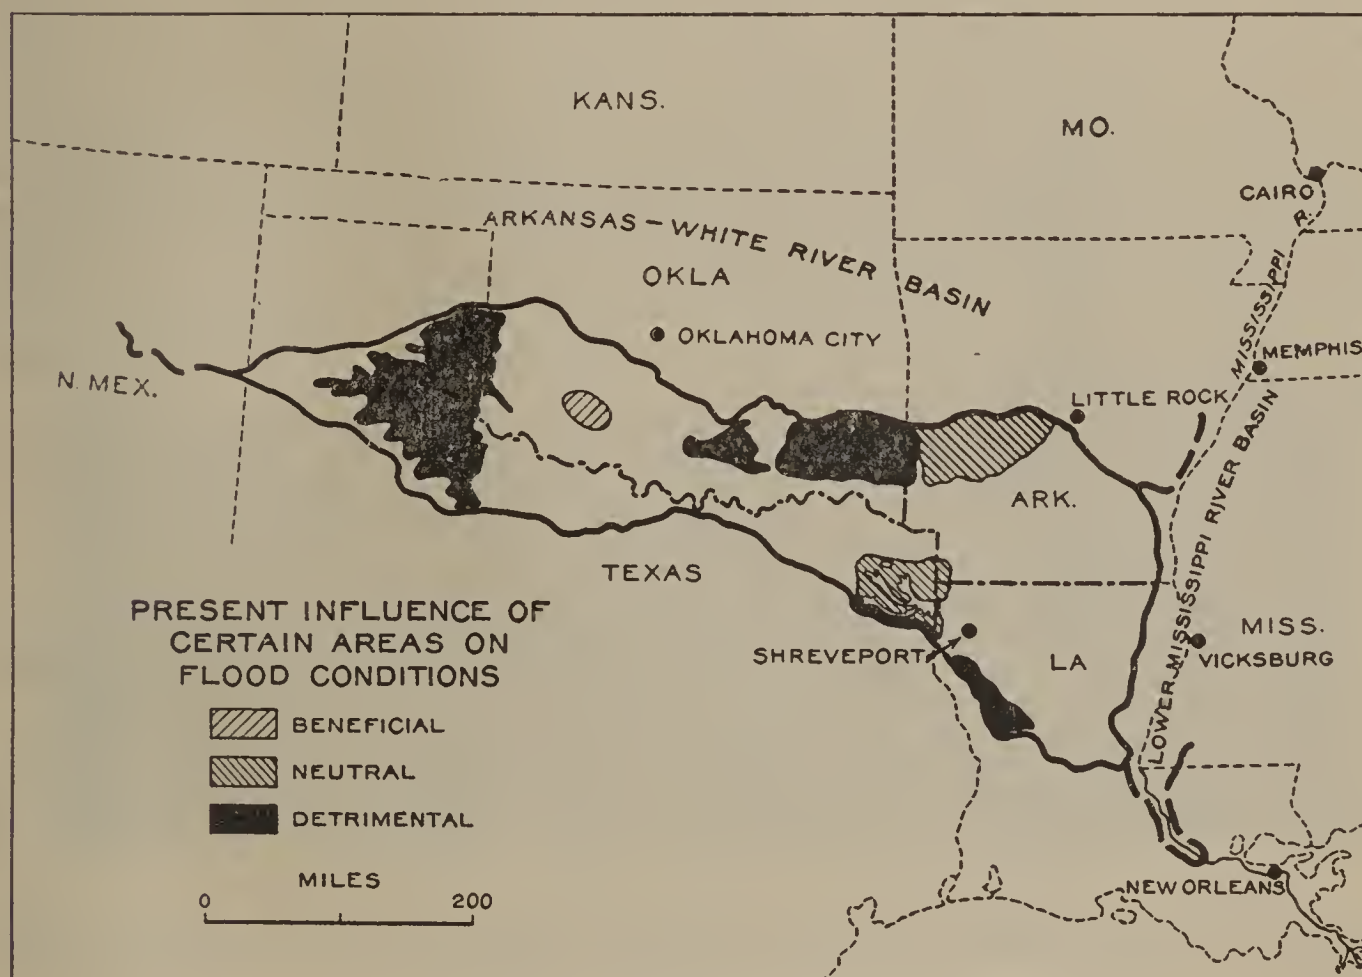 KANS.
MO.
CAIRO
R.
ARKANSAS - WHITE RIVER BASIN
OKLA
MISSISSIPPI
OKLAHOMA CITY
MEMPHIS
N. MEX.
LITTLE ROCK
ARK.
LOWER MISSISSIPPI RIVER BASIN
TEXAS
PRESENT INFLUENCE OF
CERTAIN AREAS ON
FLOOD CONDITIONS
SHREVEPORT
LA
MISS.
VICKSBURG
BENEFICIAL
NEUTRAL
DETRIMENTAL
MILES
0 200
NEW ORLEANS